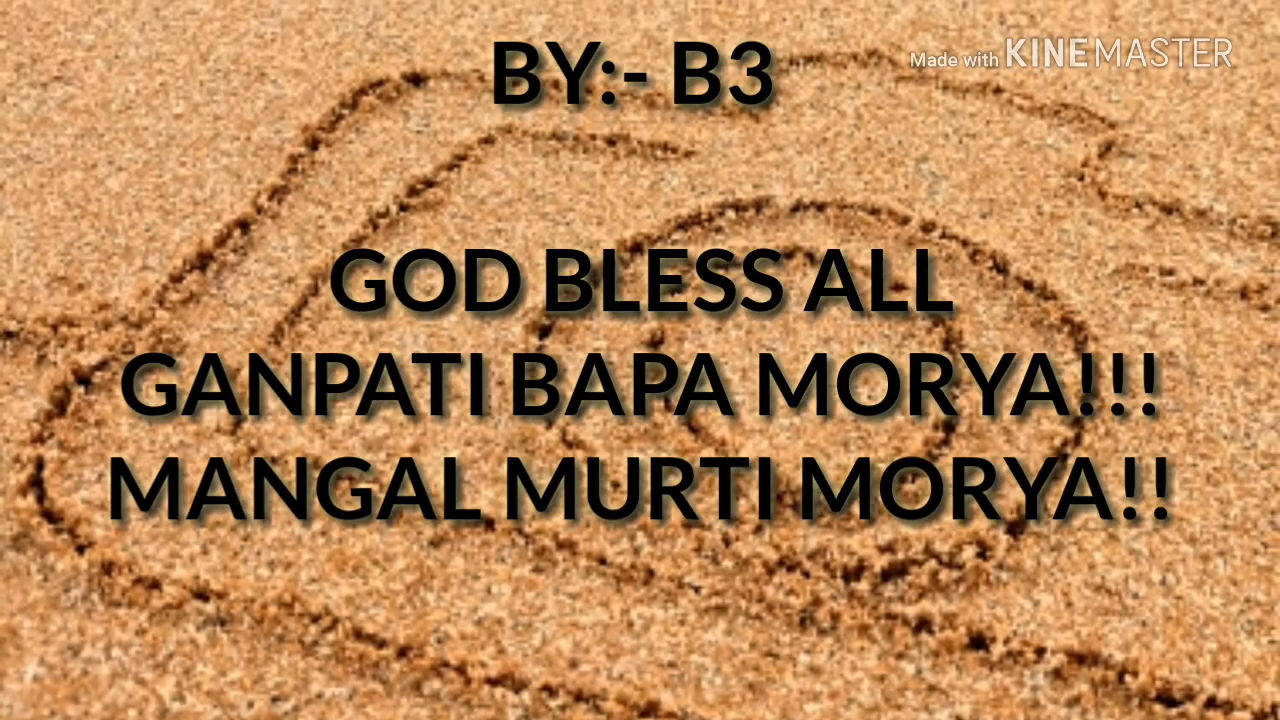 BY:- B3
Made with KINEMASTER
GOD BLESS ALL
GANPATI BAPA MORYA!!!
MANGAL MURTI MORYA!!